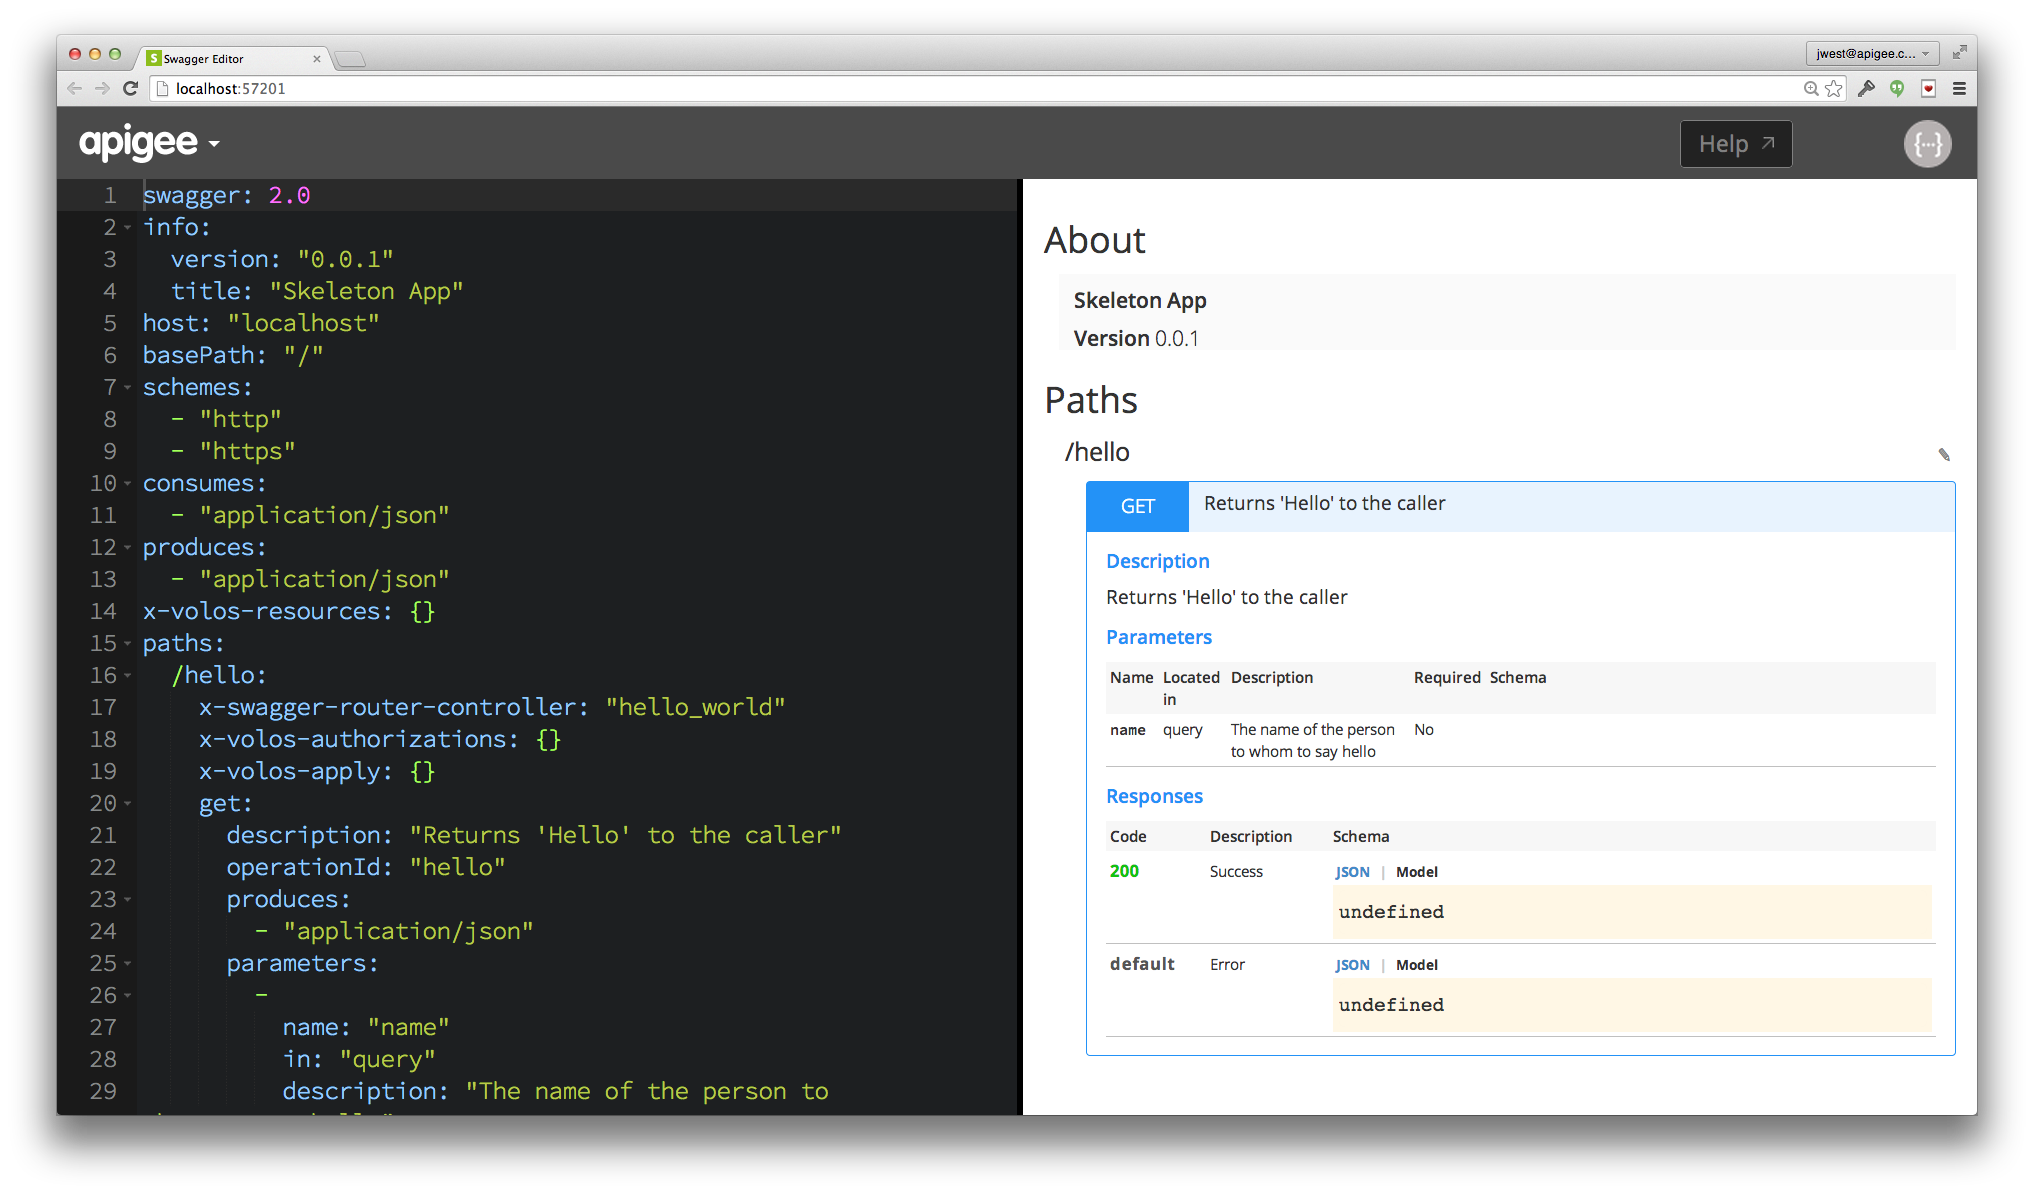 Swagger Editor
jwest@apigee.c...
localhost:57201
apigee
Help
{···}
1 swagger: 2.0
2 info:
3 version: "0.0.1"
4 title: "Skeleton App"
5 host: "localhost"
6 basePath: "/"
7 schemes:
8 - "http"
9 - "https"
10 consumes:
11 - "application/json"
12 produces:
13 - "application/json"
14 x-volos-resources: {}
15 paths:
16 /hello:
17 x-swagger-router-controller: "hello_world"
18 x-volos-authorizations: {}
19 x-volos-apply: {}
20 get:
21 description: "Returns 'Hello' to the caller"
22 operationId: "hello"
23 produces:
24 - "application/json"
25 parameters:
26 -
27 name: "name"
28 in: "query"
29 description: "The name of the person to
About
Skeleton App
Version 0.0.1
Paths
/hello
GET Returns 'Hello' to the caller
Description
Returns 'Hello' to the caller
Parameters
Name Located in Description Required Schema
name query The name of the person to whom to say hello No
Responses
Code Description Schema
200 Success JSON | Model
undefined
default Error JSON | Model
undefined